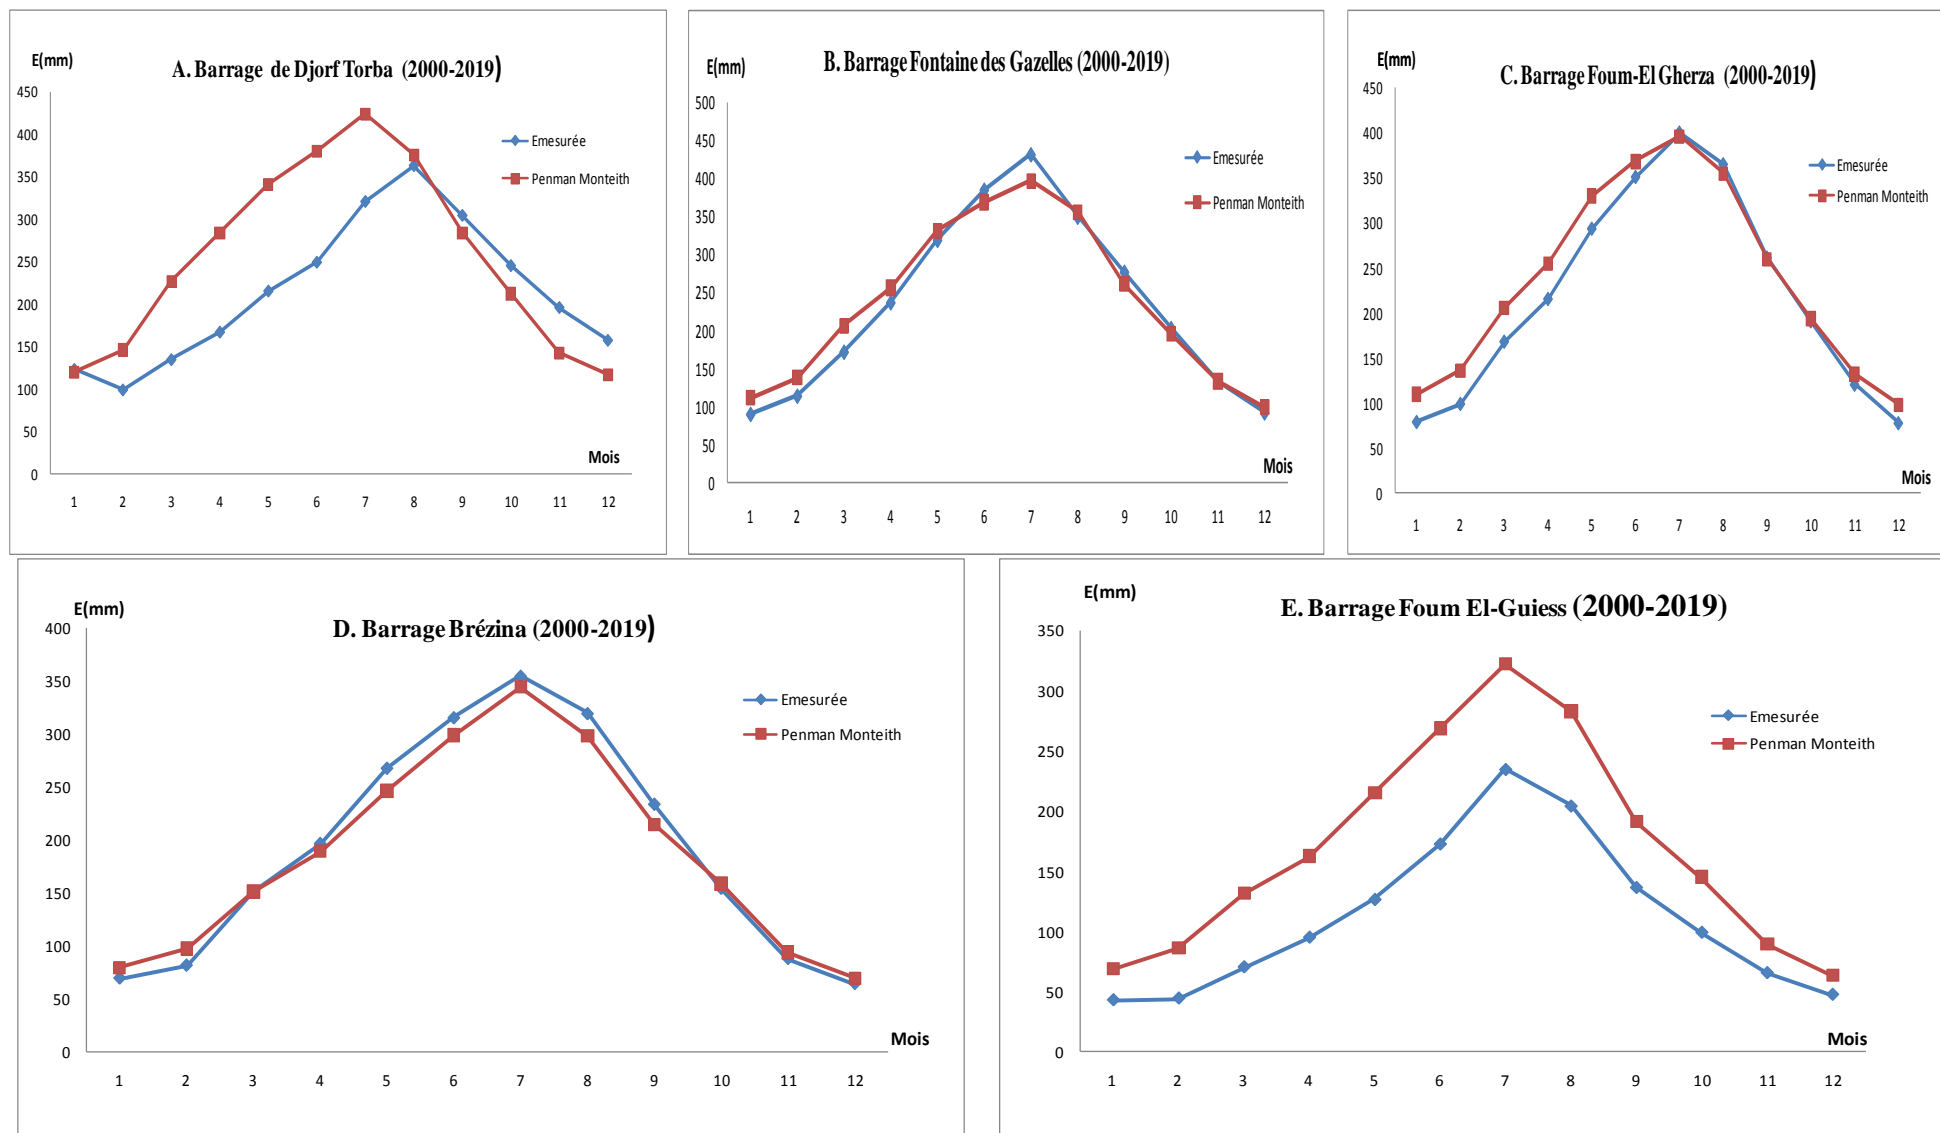 E(mm)
A. Barrage de Djorf Torba (2000-2019)
450
400
350
300
250
200
150
100
50
0
Emesurée
Penman Monteith
Mois
1 2 3 4 5 6 7 8 9 10 11 12
E(mm)
B. Barrage Fontaine des Gazelles (2000-2019)
500
450
400
350
300
250
200
150
100
50
0
Emesurée
Penman Monteith
Mois
1 2 3 4 5 6 7 8 9 10 11 12
E(mm)
C. Barrage Foum-El Gherza (2000-2019)
450
400
350
300
250
200
150
100
50
0
Emesurée
Penman Monteith
Mois
1 2 3 4 5 6 7 8 9 10 11 12
E(mm)
D. Barrage Brézina (2000-2019)
400
350
300
250
200
150
100
50
0
Emesurée
Penman Monteith
Mois
1 2 3 4 5 6 7 8 9 10 11 12
E(mm)
E. Barrage Foum El-Guiess (2000-2019)
350
300
250
200
150
100
50
0
Emesurée
Penman Monteith
Mois
1 2 3 4 5 6 7 8 9 10 11 12